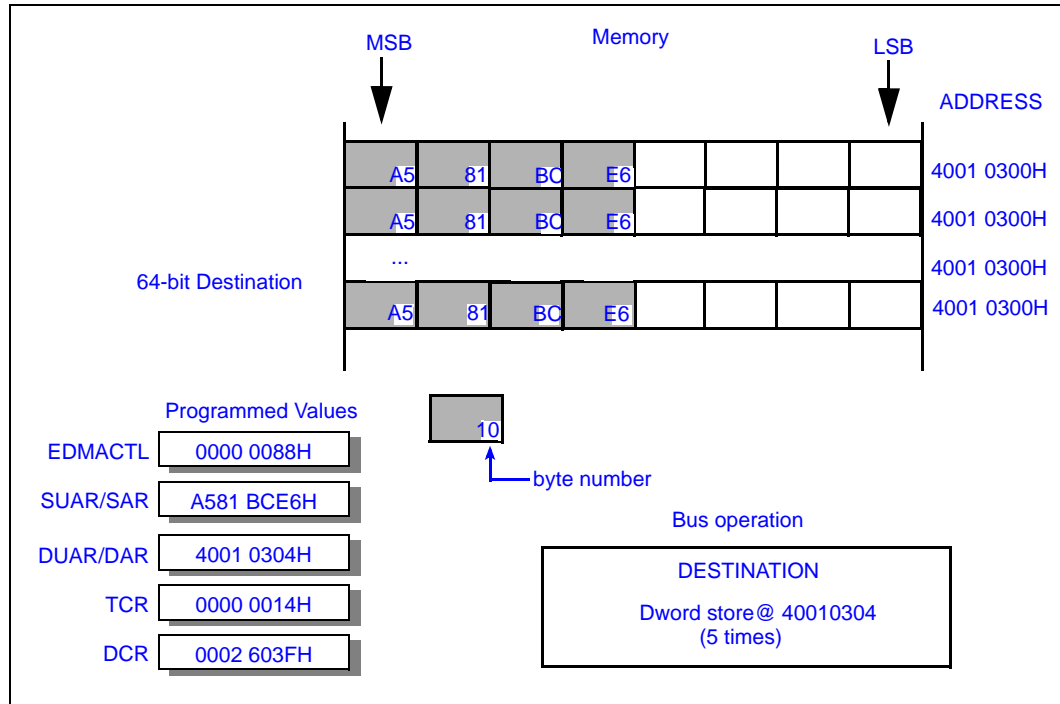 MSB Memory LSB
ADDRESS
A5 81 BC E6 4001 0300H
A5 81 BC E6 4001 0300H
... 4001 0300H
64-bit Destination
A5 81 BC E6 4001 0300H
Programmed Values
10
EDMACTL 0000 0088H
byte number
SUAR/SAR A581 BCE6H
Bus operation
DUAR/DAR 4001 0304H
DESTINATION
TCR 0000 0014H
Dword store@ 40010304
(5 times)
DCR 0002 603FH